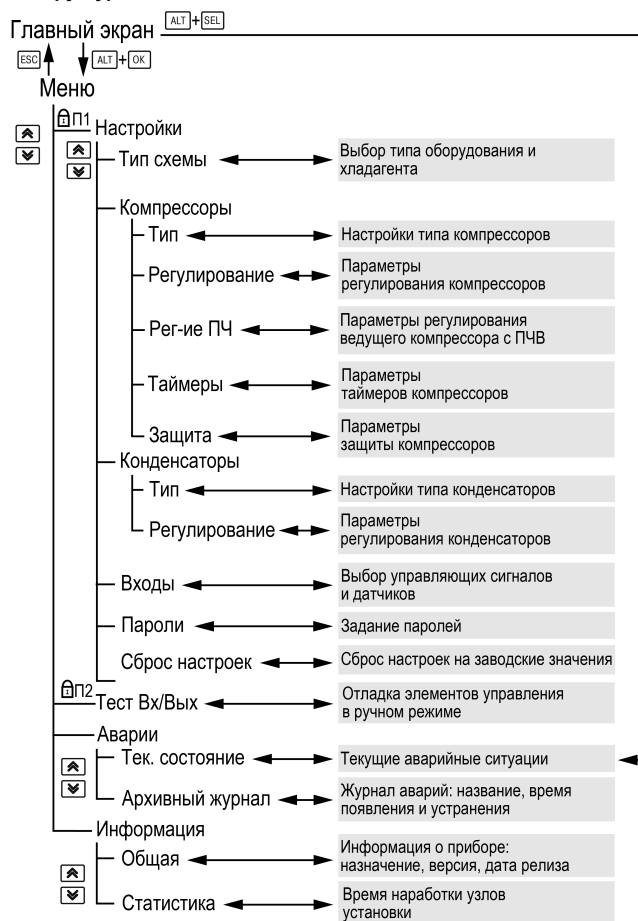 Главный экран ALT + SEL
ESC ALT + OK
Меню
П1
Настройки
Тип схемы Выбор типа оборудования и
хладагента
Компрессоры
Тип Настройки типа компрессоров
Регулирование Параметры
регулирования компрессоров
Рег-ие ПЧ Параметры регулирования
ведущего компрессора с ПЧВ
Таймеры Параметры
таймеров компрессоров
Защита Параметры
защиты компрессоров
Конденсаторы
Тип Настройки типа конденсаторов
Регулирование Параметры
регулирования конденсаторов
Входы Выбор управляющих сигналов
и датчиков
Пароли Задание паролей
Сброс настроек Сброс настроек на заводские значения
П2
Тест Вх/Вых Отладка элементов управления
в ручном режиме
Аварии
Тек. состояние Текущие аварийные ситуации
Архивный журнал Журнал аварий: название, время
появления и устранения
Информация
Общая Информация о приборе:
назначение, версия, дата релиза
Статистика Время наработки узлов
установки